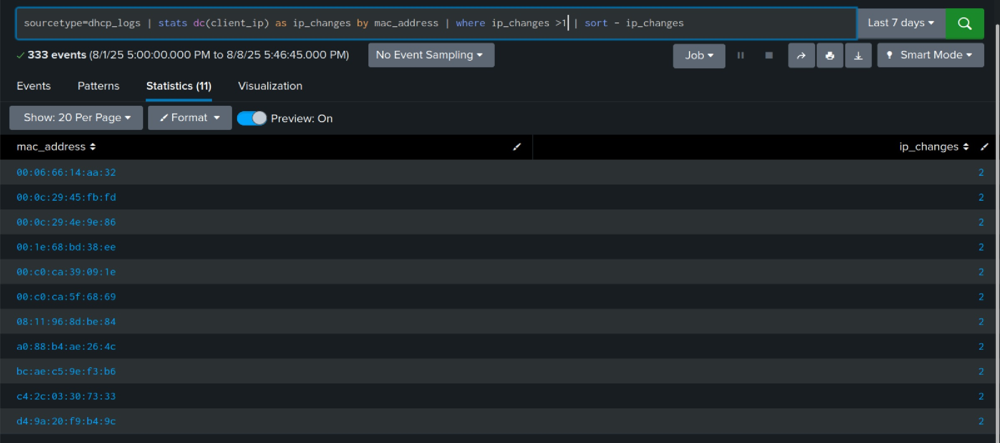 sourcetype=dhcp_logs | stats dc(client_ip) as ip_changes by mac_address | where ip_changes >1 | sort - ip_changes
Last 7 days
333 events (8/1/25 5:00:00.000 PM to 8/8/25 5:46:45.000 PM)
No Event Sampling
Job
Smart Mode
Events
Patterns
Statistics (11)
Visualization
Show: 20 Per Page
Format
Preview: On
mac_address
ip_changes
00:06:66:14:aa:32 2
00:0c:29:45:fb:fd 2
00:0c:29:4e:9e:86 2
00:1e:68:bd:38:ee 2
00:c0:ca:39:09:1e 2
00:c0:ca:5f:68:69 2
08:11:96:8d:be:84 2
a0:88:b4:ae:26:4c 2
bc:ae:c5:9e:f3:b6 2
c4:2c:03:30:73:33 2
d4:9a:20:f9:b4:9c 2